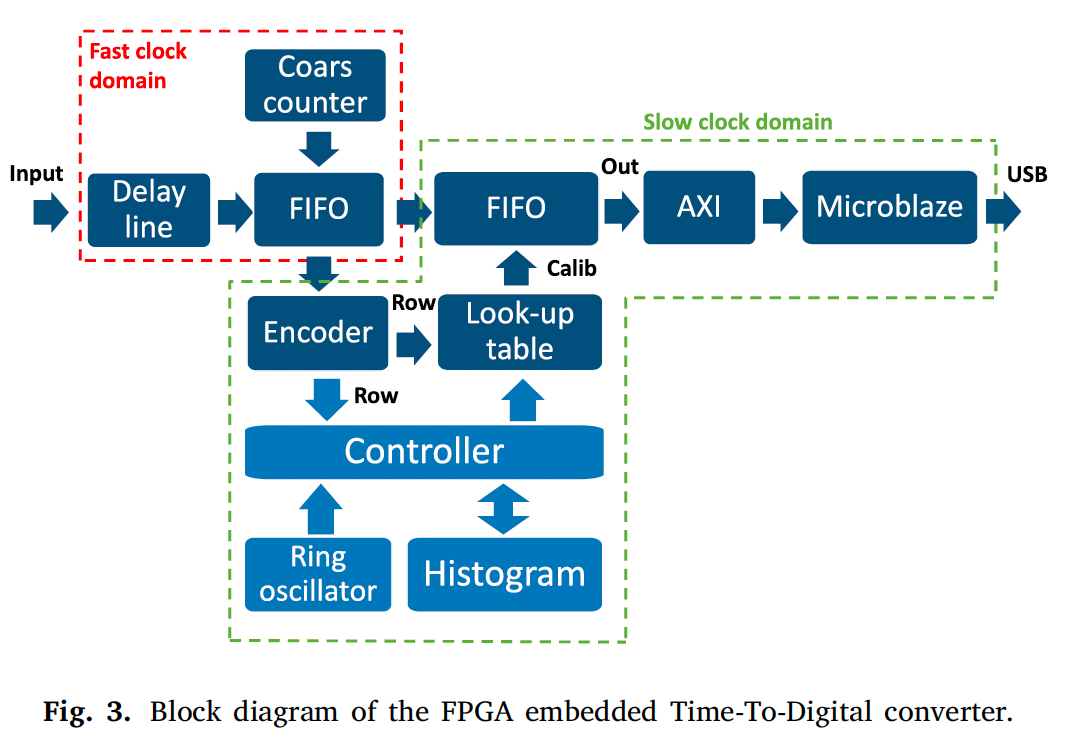 Fast clock
domain
Coars
counter
Slow clock domain
Input
Delay
line
FIFO
FIFO
Out
AXI
Microblaze
USB
Calib
Encoder
Row
Look-up
table
Row
Controller
Ring
oscillator
Histogram
Fig. 3. Block diagram of the FPGA embedded Time-To-Digital converter.